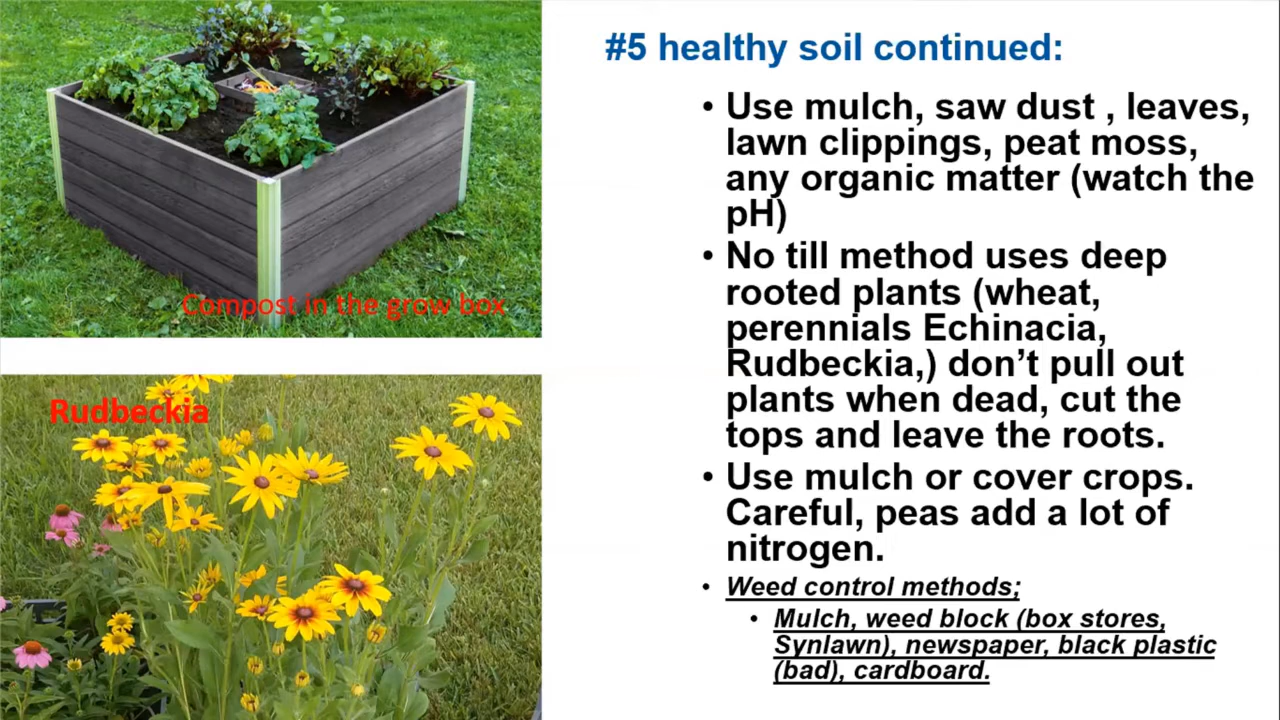 #5 healthy soil continued:
• Use mulch, saw dust , leaves,
lawn clippings, peat moss,
any organic matter (watch the
pH)
• No till method uses deep
rooted plants (wheat,
perennials Echinacia,
Rudbeckia,) don’t pull out
plants when dead, cut the
tops and leave the roots.
• Use mulch or cover crops.
Careful, peas add a lot of
nitrogen.
• Weed control methods;
• Mulch, weed block (box stores,
Synlawn), newspaper, black plastic
(bad), cardboard.
Compost in the grow box
Rudbeckia